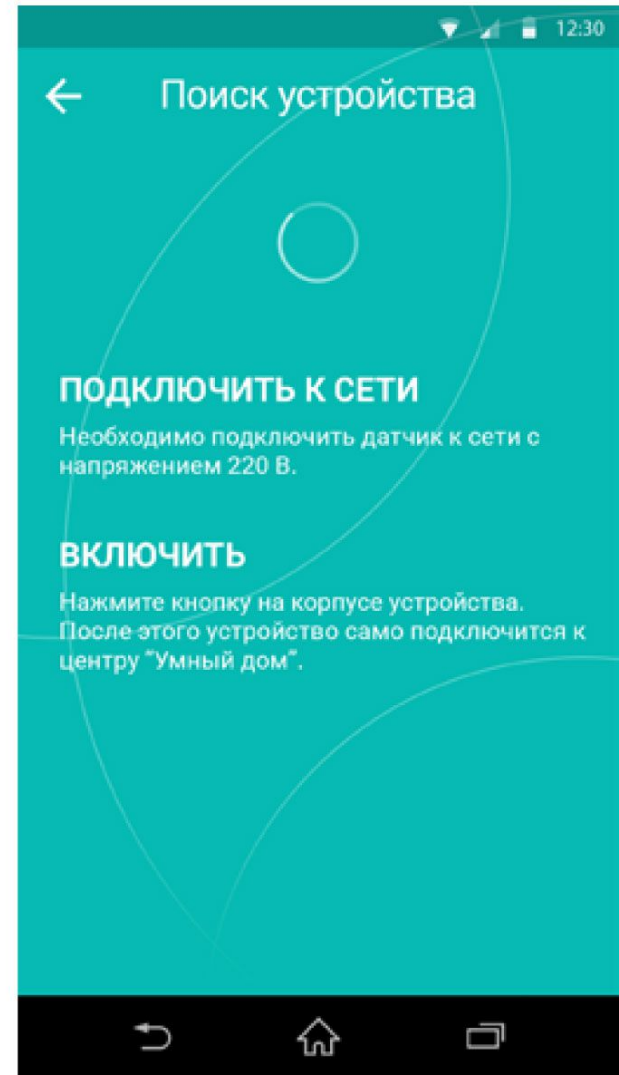 12:30
Поиск устройства
ПОДКЛЮЧИТЬ К СЕТИ
Необходимо подключить датчик к сети с
напряжением 220 В.
ВКЛЮЧИТЬ
Нажмите кнопку на корпусе устройства.
После этого устройство само подключится к
центру “Умный дом”.